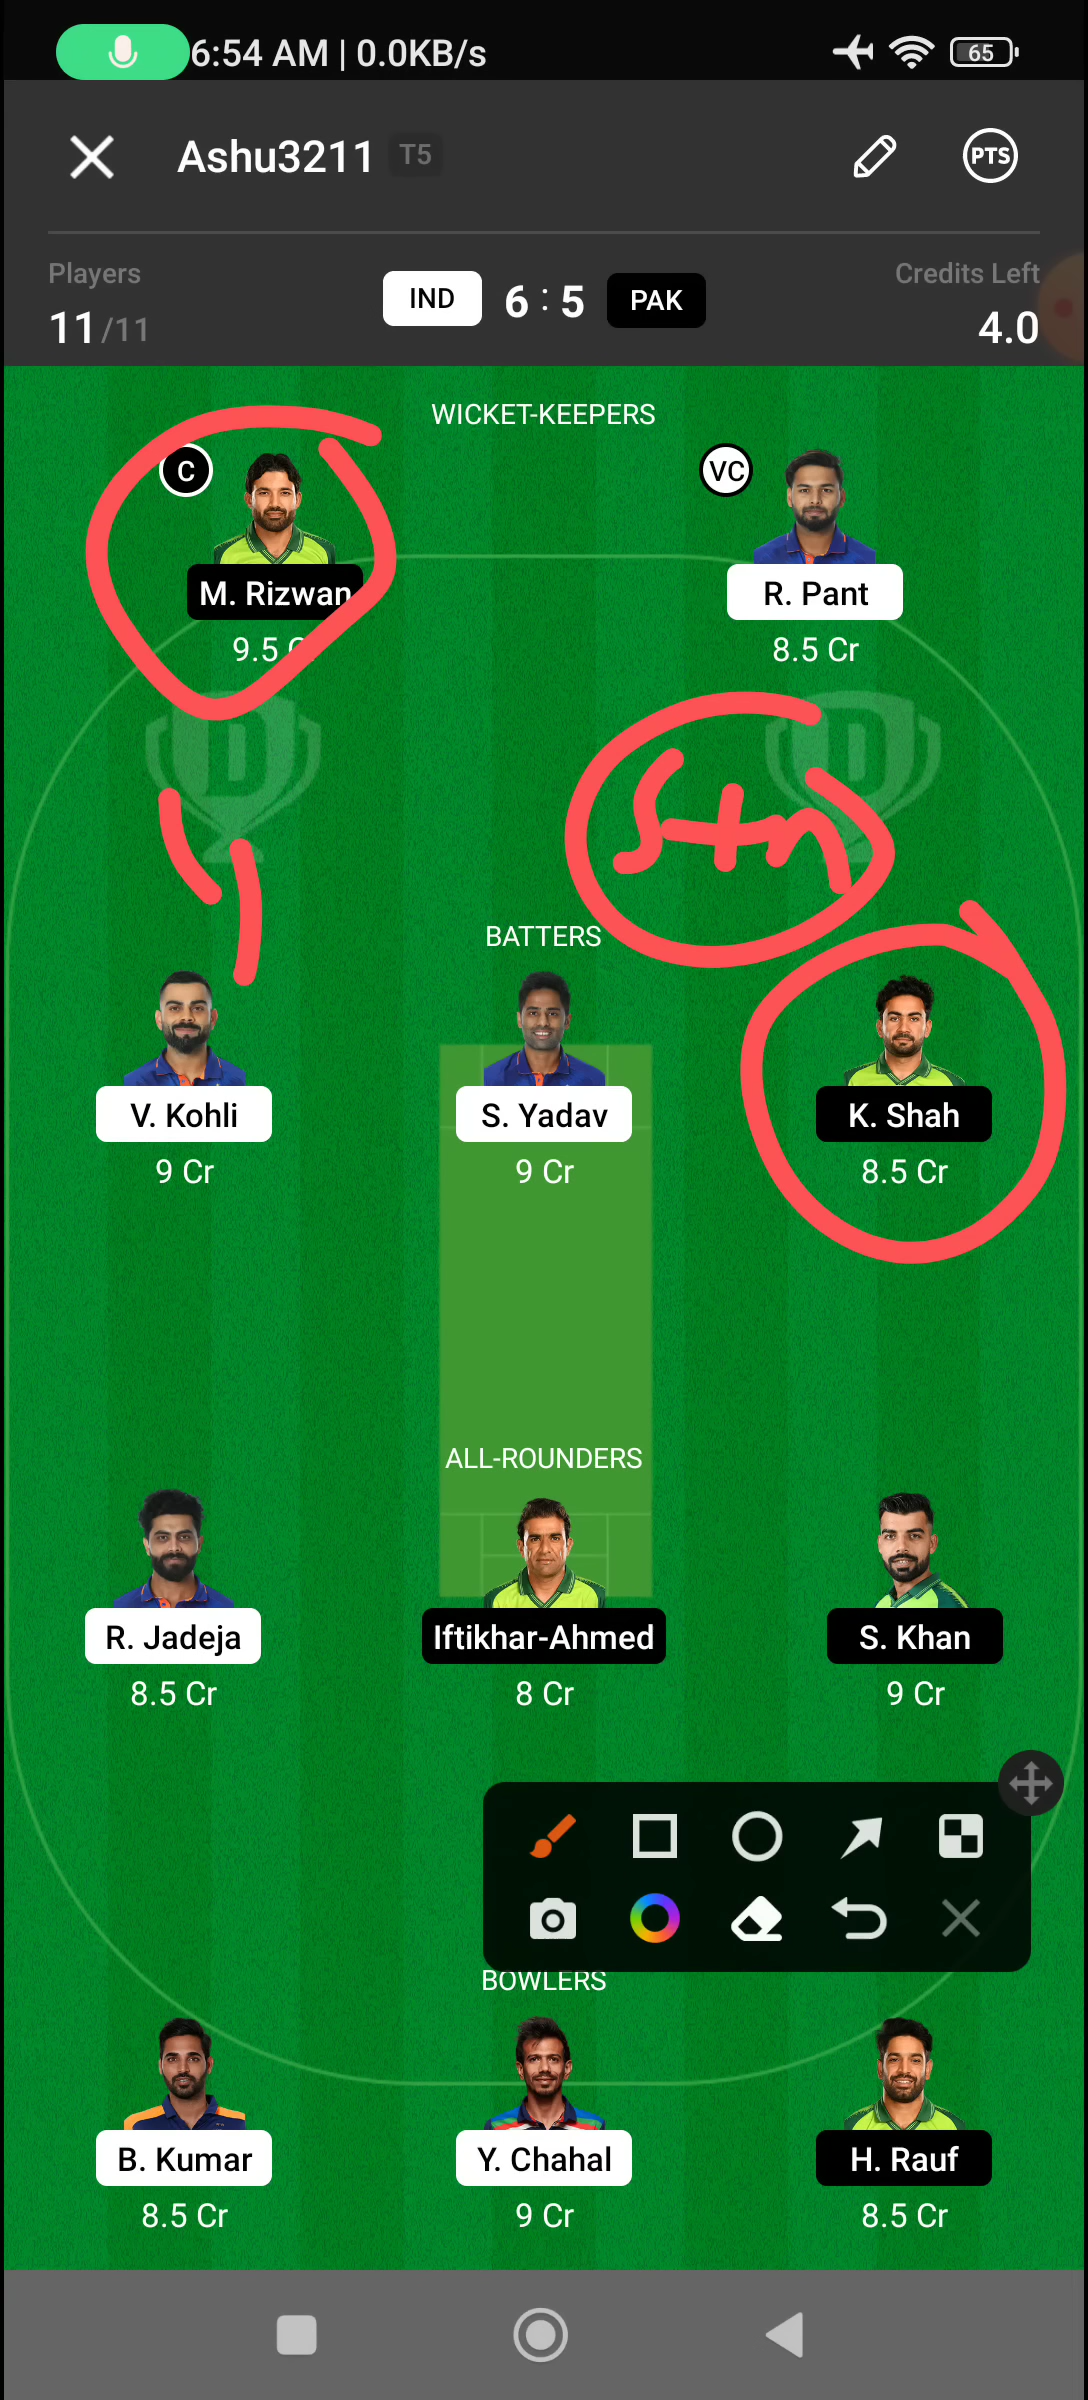 6:54 AM | 0.0KB/s
65
Ashu3211 T5
PTS
Players
Credits Left
11/11
IND 6 : 5 PAK
4.0
WICKET-KEEPERS
C
VC
M. Rizwan
R. Pant
9.5 Cr
8.5 Cr
BATTERS
V. Kohli
S. Yadav
K. Shah
9 Cr
9 Cr
8.5 Cr
ALL-ROUNDERS
R. Jadeja
Iftikhar-Ahmed
S. Khan
8.5 Cr
8 Cr
9 Cr
BOWLERS
B. Kumar
Y. Chahal
H. Rauf
8.5 Cr
9 Cr
8.5 Cr